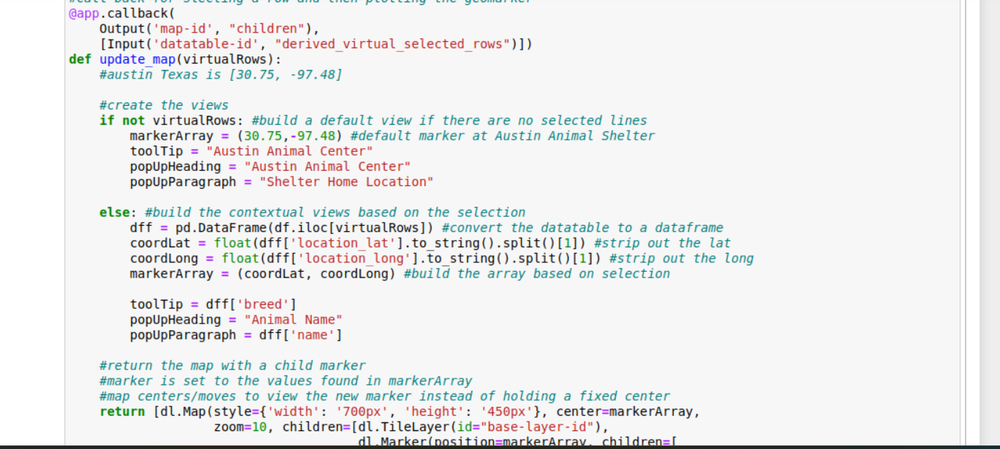 #call back for slecting a row and then plotting the geomarker
@app.callback(
    Output('map-id', "children"),
    [Input('datatable-id', "derived_virtual_selected_rows")])
def update_map(virtualRows):
    #austin Texas is [30.75, -97.48]

    #create the views
    if not virtualRows: #build a default view if there are no selected lines
        markerArray = (30.75,-97.48) #default marker at Austin Animal Shelter
        toolTip = "Austin Animal Center"
        popUpHeading = "Austin Animal Center"
        popUpParagraph = "Shelter Home Location"

    else: #build the contextual views based on the selection
        dff = pd.DataFrame(df.iloc[virtualRows]) #convert the datatable to a dataframe
        coordLat = float(dff['location_lat'].to_string().split()[1]) #strip out the lat
        coordLong = float(dff['location_long'].to_string().split()[1]) #strip out the long
        markerArray = (coordLat, coordLong) #build the array based on selection

        toolTip = dff['breed']
        popUpHeading = "Animal Name"
        popUpParagraph = dff['name']

    #return the map with a child marker
    #marker is set to the values found in markerArray
    #map centers/moves to view the new marker instead of holding a fixed center
    return [dl.Map(style={'width': '700px', 'height': '450px'}, center=markerArray,
                   zoom=10, children=[dl.TileLayer(id="base-layer-id"),
                                      dl.Marker(position=markerArray, children=[